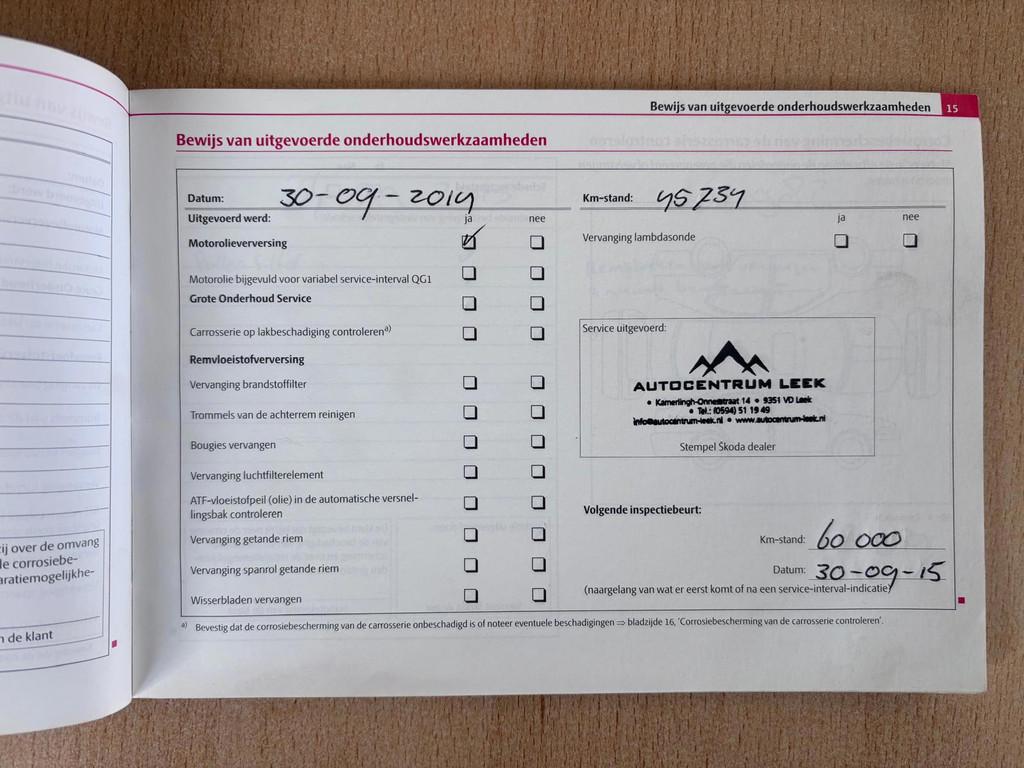 Bewijs van uitgevoerde onderhoudswerkzaamheden 15
Bewijs van uitgevoerde onderhoudswerkzaamheden
Datum: 30-09-2014
Uitgevoerd werd: ja nee
Motorolieverversing
Motorolie bijgevuld voor variabel service-interval QG1
Grote Onderhoud Service
Carrosserie op lakbeschadiging controleren a)
Remvloeistofverversing
Vervanging brandstoffilter
Trommels van de achterrem reinigen
Bougies vervangen
Vervanging luchtfilterelement
ATF-vloeistofpeil (olie) in de automatische versnel-
lingsbak controleren
Vervanging getande riem
Vervanging spanrol getande riem
Wisserbladen vervangen
Km-stand: 45734
ja nee
Vervanging lambdasonde
Service uitgevoerd:
AUTOCENTRUM LEEK
• Kamerlingh-Onnesstraat 14 • 9351 VD Leek
• Tel.: (0594) 51 19 49
info@autocentrum-leek.nl • www.autocentrum-leek.nl
Stempel Škoda dealer
Volgende inspectiebeurt:
Km-stand: 60 000
Datum: 30-09-15
(naargelang van wat er eerst komt of na een service-interval-indicatie)
a) Bevestig dat de corrosiebescherming van de carrosserie onbeschadigd is of noteer eventuele beschadigingen ⇒ bladzijde 16, 'Corrosiebescherming van de carrosserie controleren'.
ij over de omvang
le corrosiebe-
aratiemogelijkhe-
n de klant